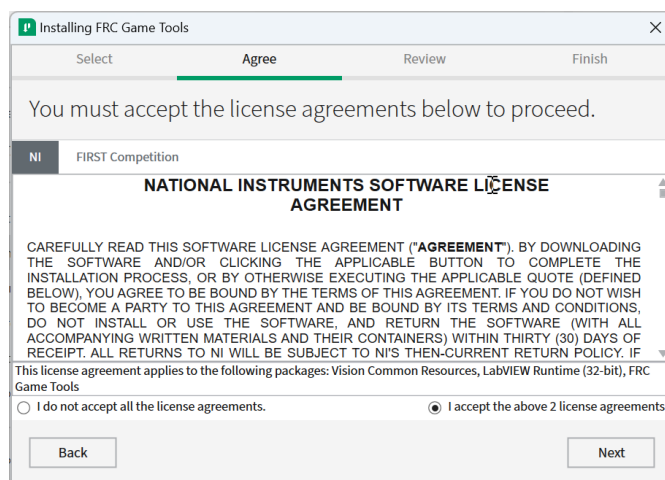 Installing FRC Game Tools
Select Agree Review Finish
You must accept the license agreements below to proceed.
NI FIRST Competition
NATIONAL INSTRUMENTS SOFTWARE LICENSE
AGREEMENT
CAREFULLY READ THIS SOFTWARE LICENSE AGREEMENT ("AGREEMENT"). BY DOWNLOADING
THE SOFTWARE AND/OR CLICKING THE APPLICABLE BUTTON TO COMPLETE THE
INSTALLATION PROCESS, OR BY OTHERWISE EXECUTING THE APPLICABLE QUOTE (DEFINED
BELOW), YOU AGREE TO BE BOUND BY THE TERMS OF THIS AGREEMENT. IF YOU DO NOT WISH
TO BECOME A PARTY TO THIS AGREEMENT AND BE BOUND BY ITS TERMS AND CONDITIONS,
DO NOT INSTALL OR USE THE SOFTWARE, AND RETURN THE SOFTWARE (WITH ALL
ACCOMPANYING WRITTEN MATERIALS AND THEIR CONTAINERS) WITHIN THIRTY (30) DAYS OF
RECEIPT. ALL RETURNS TO NI WILL BE SUBJECT TO NI'S THEN-CURRENT RETURN POLICY. IF
This license agreement applies to the following packages: Vision Common Resources, LabVIEW Runtime (32-bit), FRC
Game Tools
I do not accept all the license agreements. I accept the above 2 license agreements
Back Next